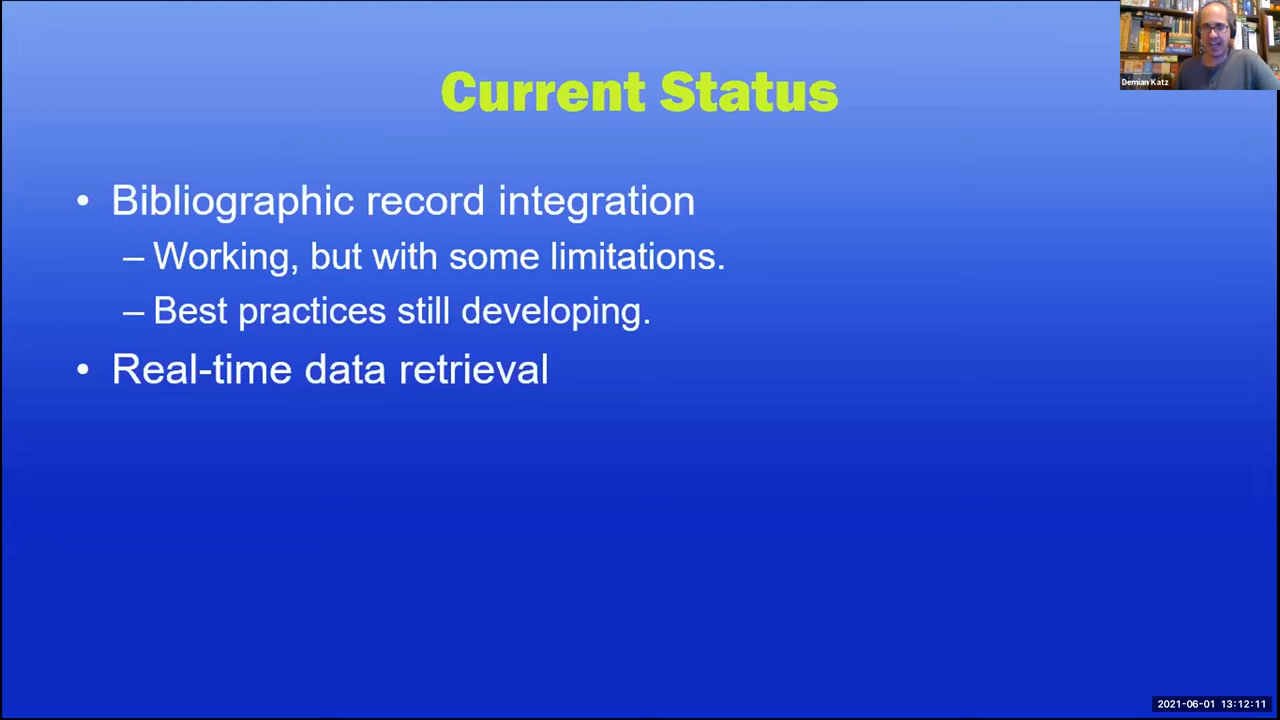 Current Status
Demian Katz
• Bibliographic record integration
– Working, but with some limitations.
– Best practices still developing.
• Real-time data retrieval
2021-06-01 13:12:11